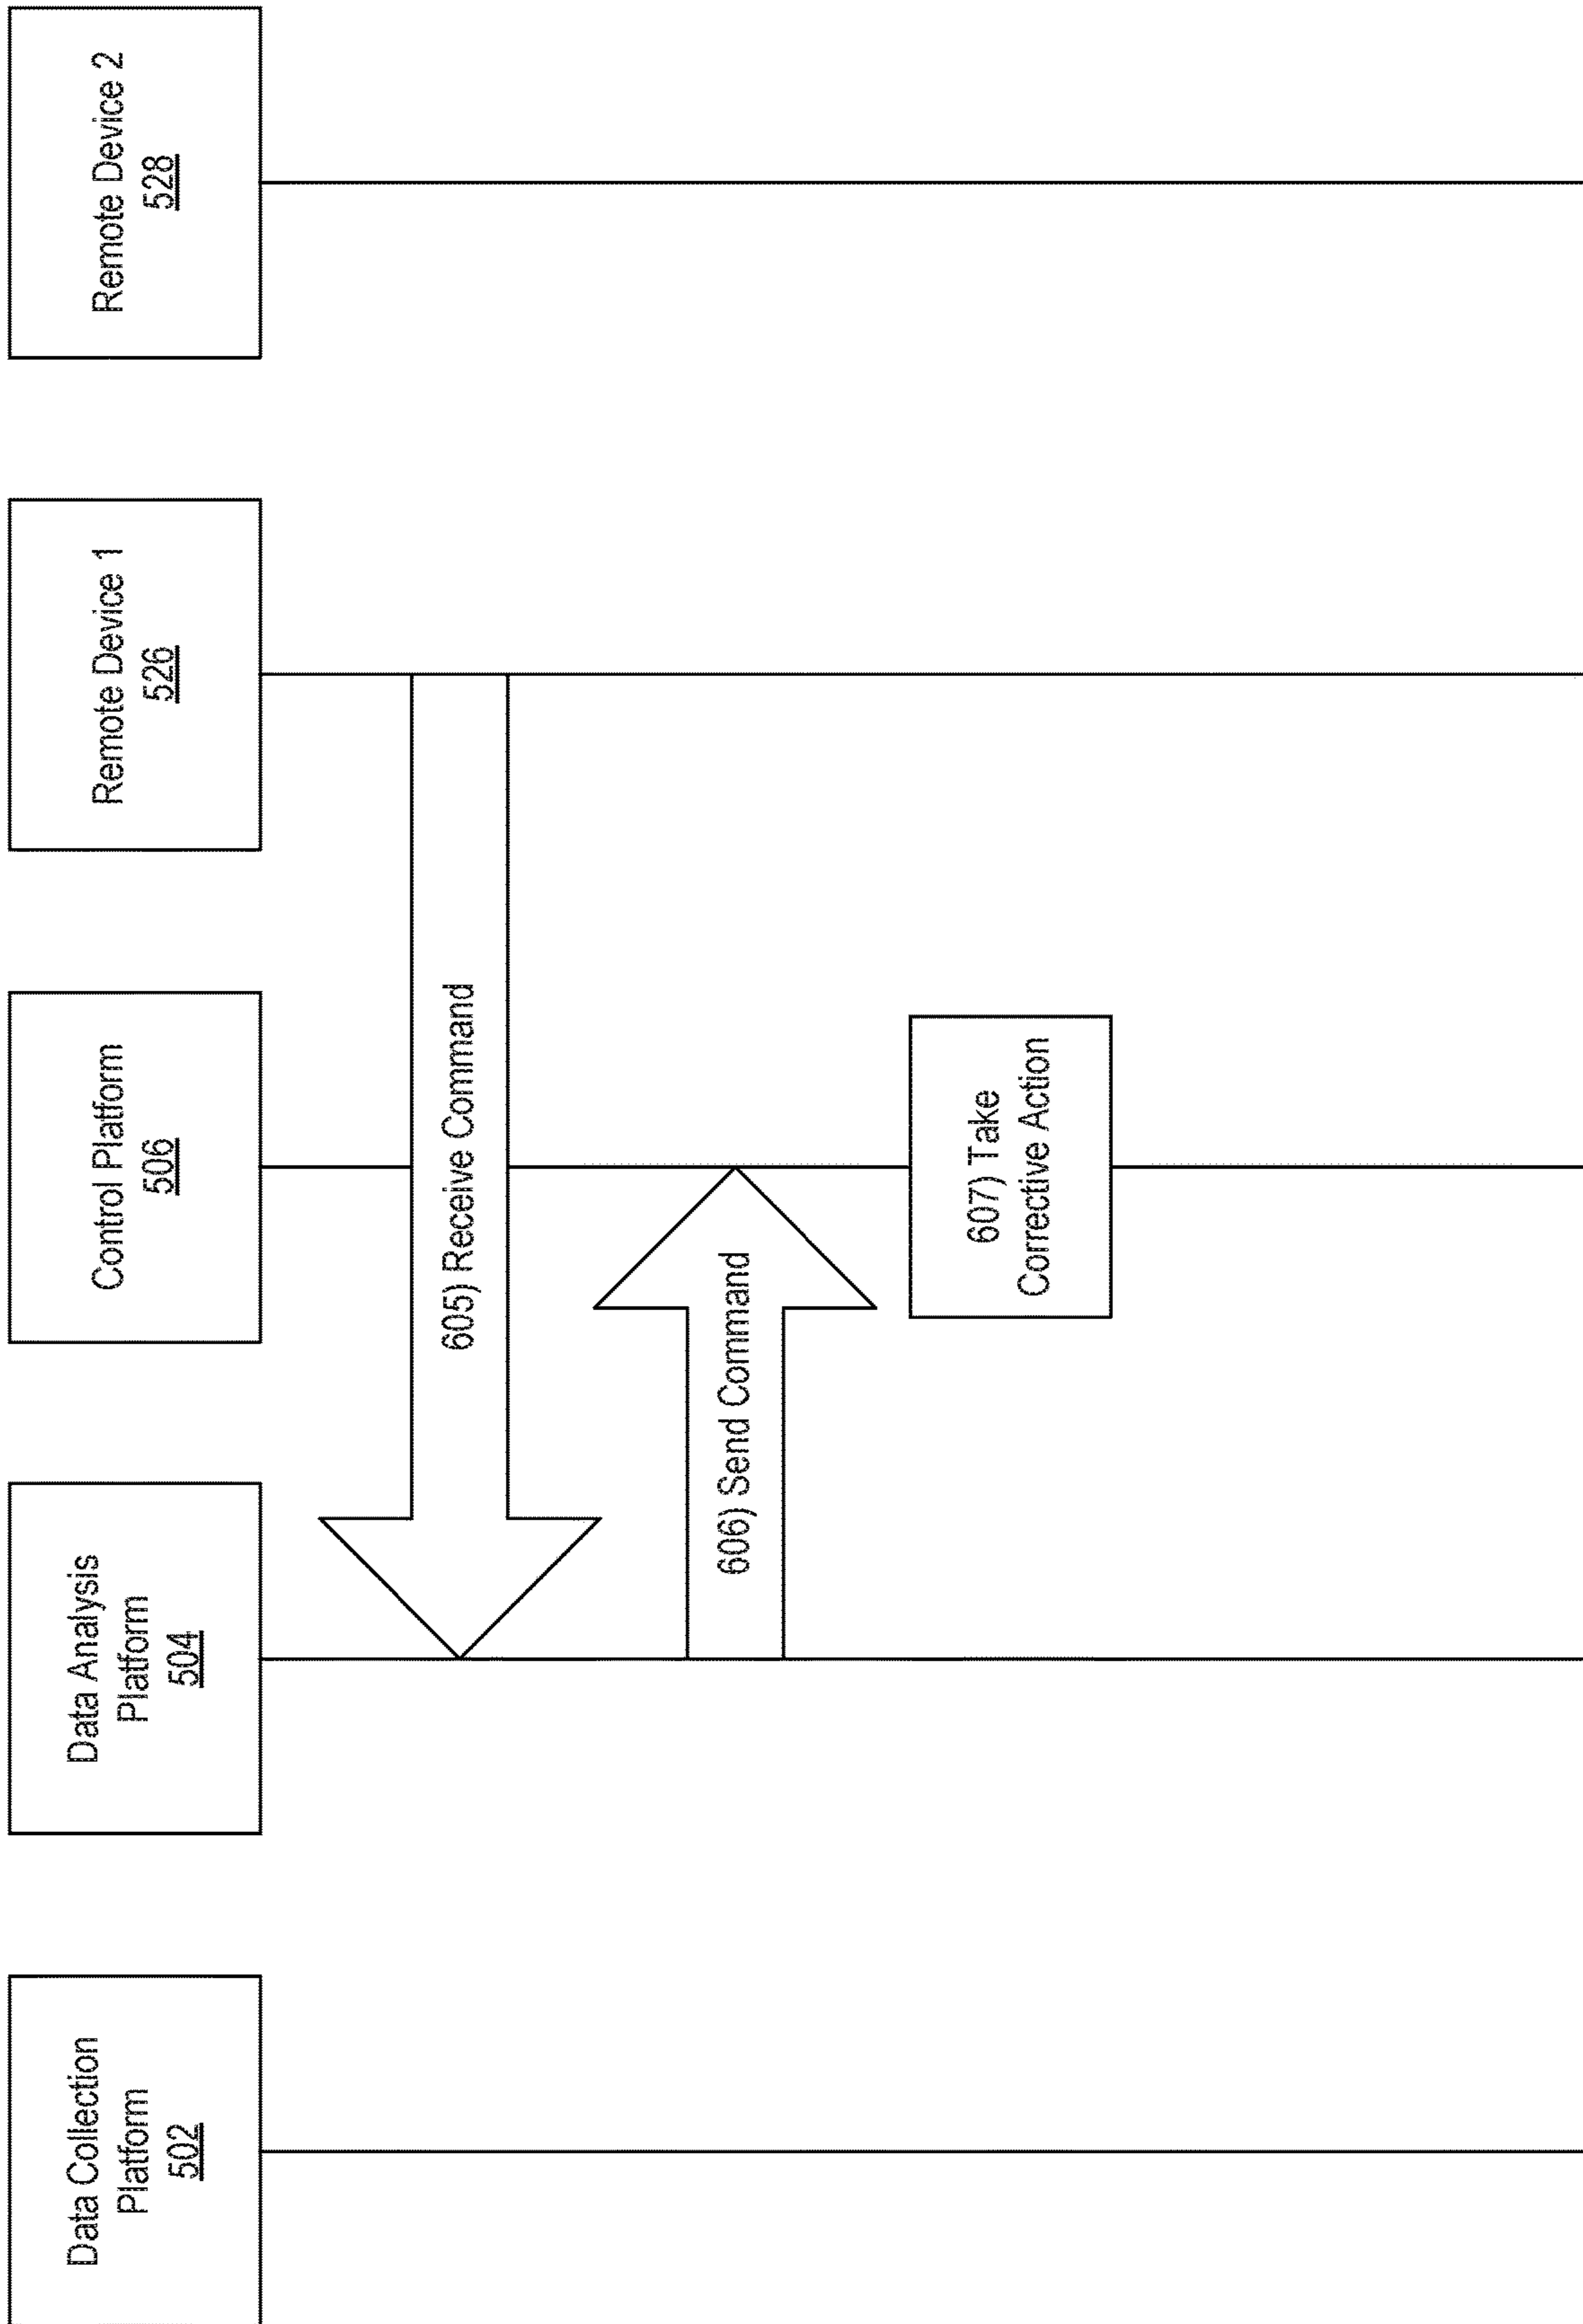 Data Collection
Platform
502
Data Analysis
Platform
504
Control Platform
506
Remote Device 1
526
Remote Device 2
528
605) Receive Command
606) Send Command
607) Take
Corrective Action